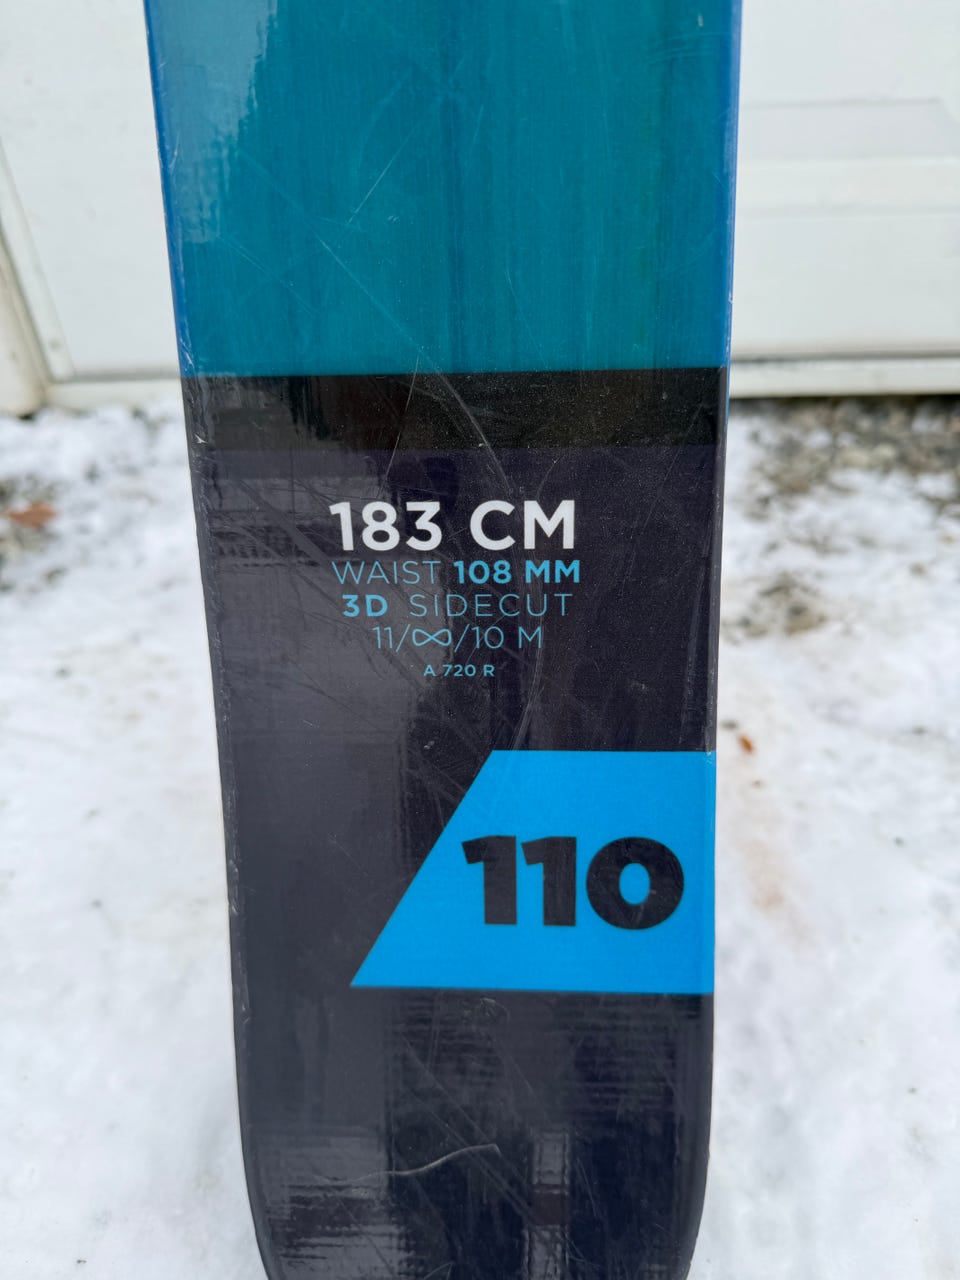 183 CM
WAIST 108 MM
3D SIDECUT
11/∞/10 M
A 720 R
110